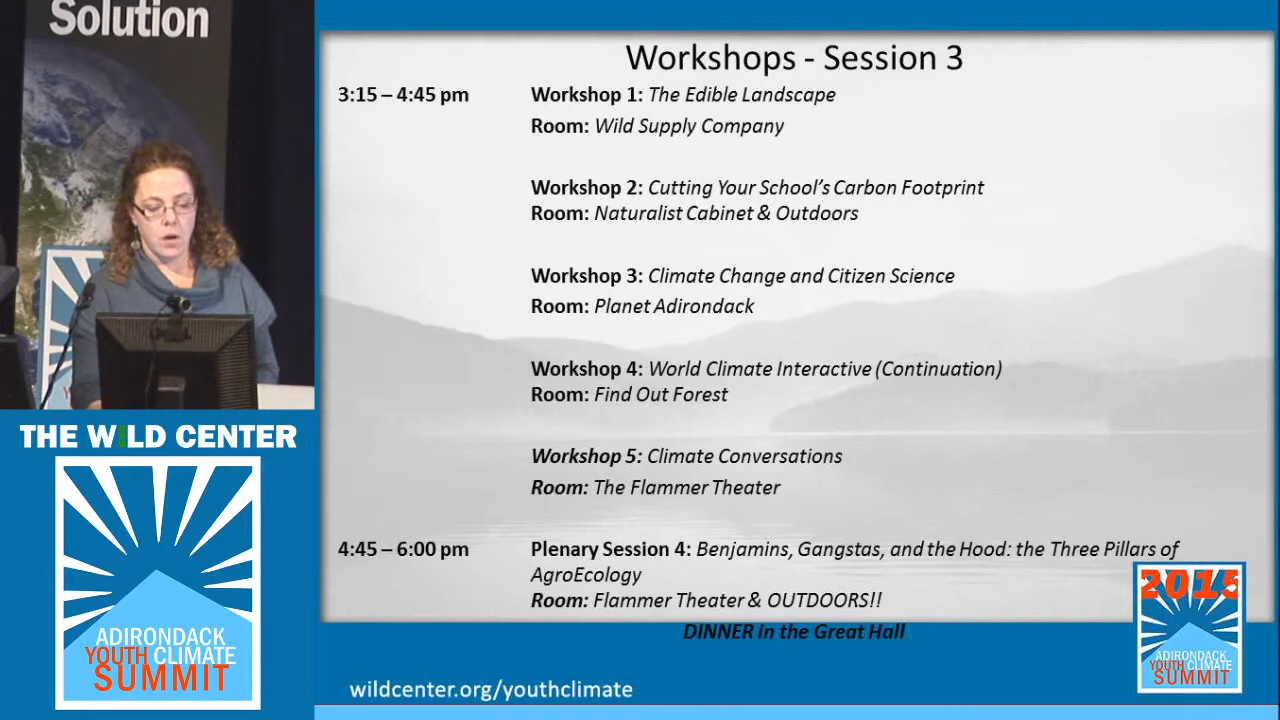 Solution
Workshops - Session 3
3:15 – 4:45 pm
Workshop 1: The Edible Landscape
Room: Wild Supply Company
Workshop 2: Cutting Your School's Carbon Footprint
Room: Naturalist Cabinet & Outdoors
Workshop 3: Climate Change and Citizen Science
Room: Planet Adirondack
Workshop 4: World Climate Interactive (Continuation)
Room: Find Out Forest
Workshop 5: Climate Conversations
Room: The Flammer Theater
4:45 – 6:00 pm
Plenary Session 4: Benjamins, Gangstas, and the Hood: the Three Pillars of
AgroEcology
Room: Flammer Theater & OUTDOORS!!
DINNER in the Great Hall
THE W!LD CENTER
ADIRONDACK
YOUTH CLIMATE
SUMMIT
wildcenter.org/youthclimate
2015
ADIRONDACK
YOUTH CLIMATE
SUMMIT